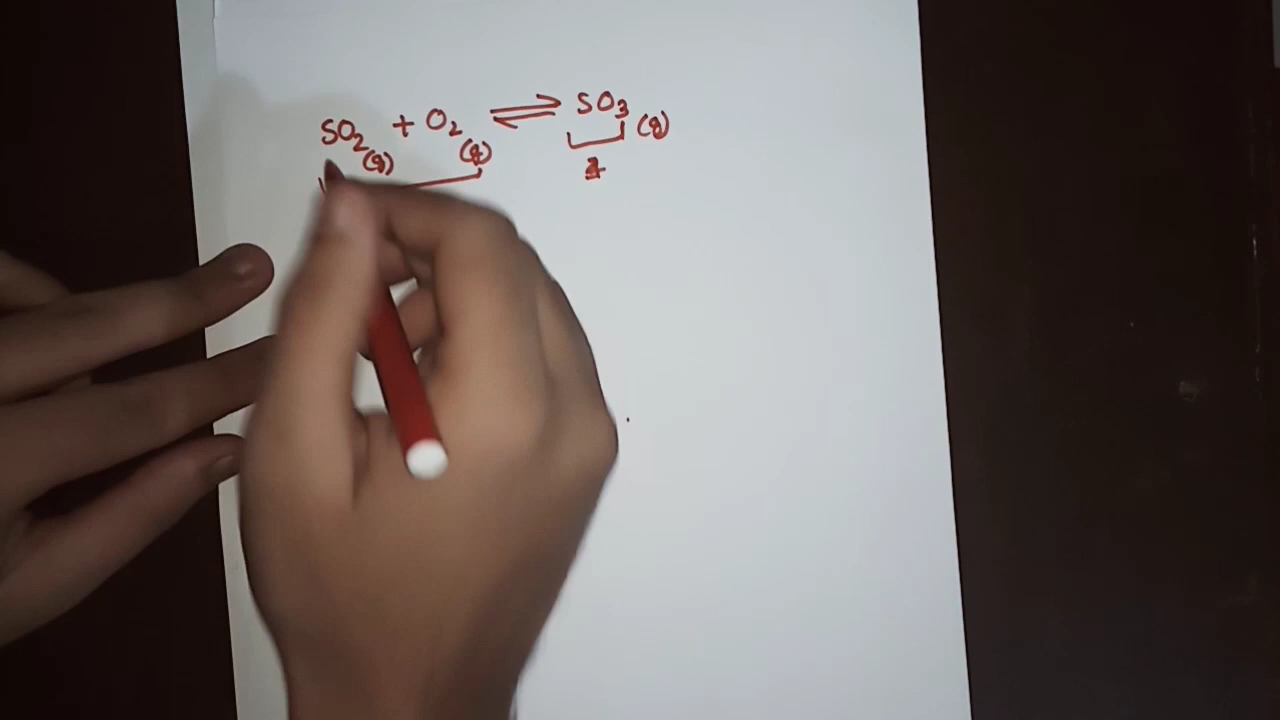 SO₂(g) + O₂(g) ⇌ SO₃(g)